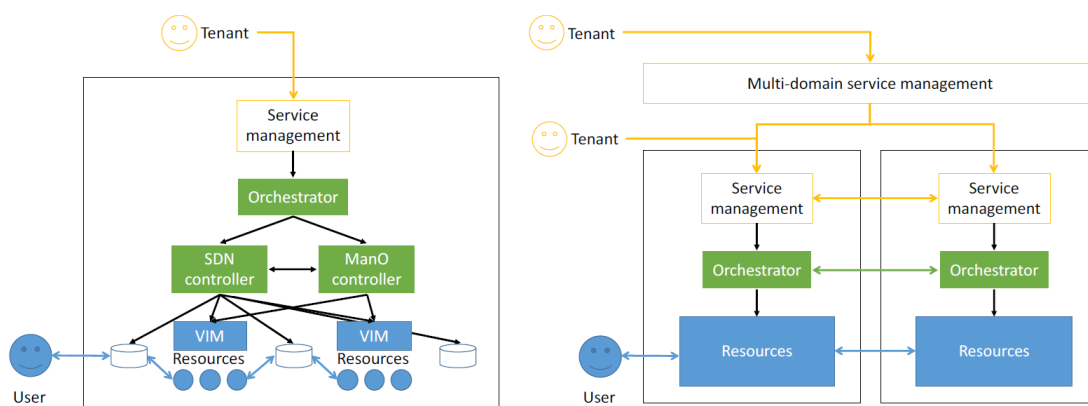 Tenant
Service
management
Orchestrator
SDN
controller
ManO
controller
VIM
VIM
Resources
Resources
User
Tenant
Multi-domain service management
Tenant
Service
management
Service
management
Orchestrator
Orchestrator
Resources
Resources
User